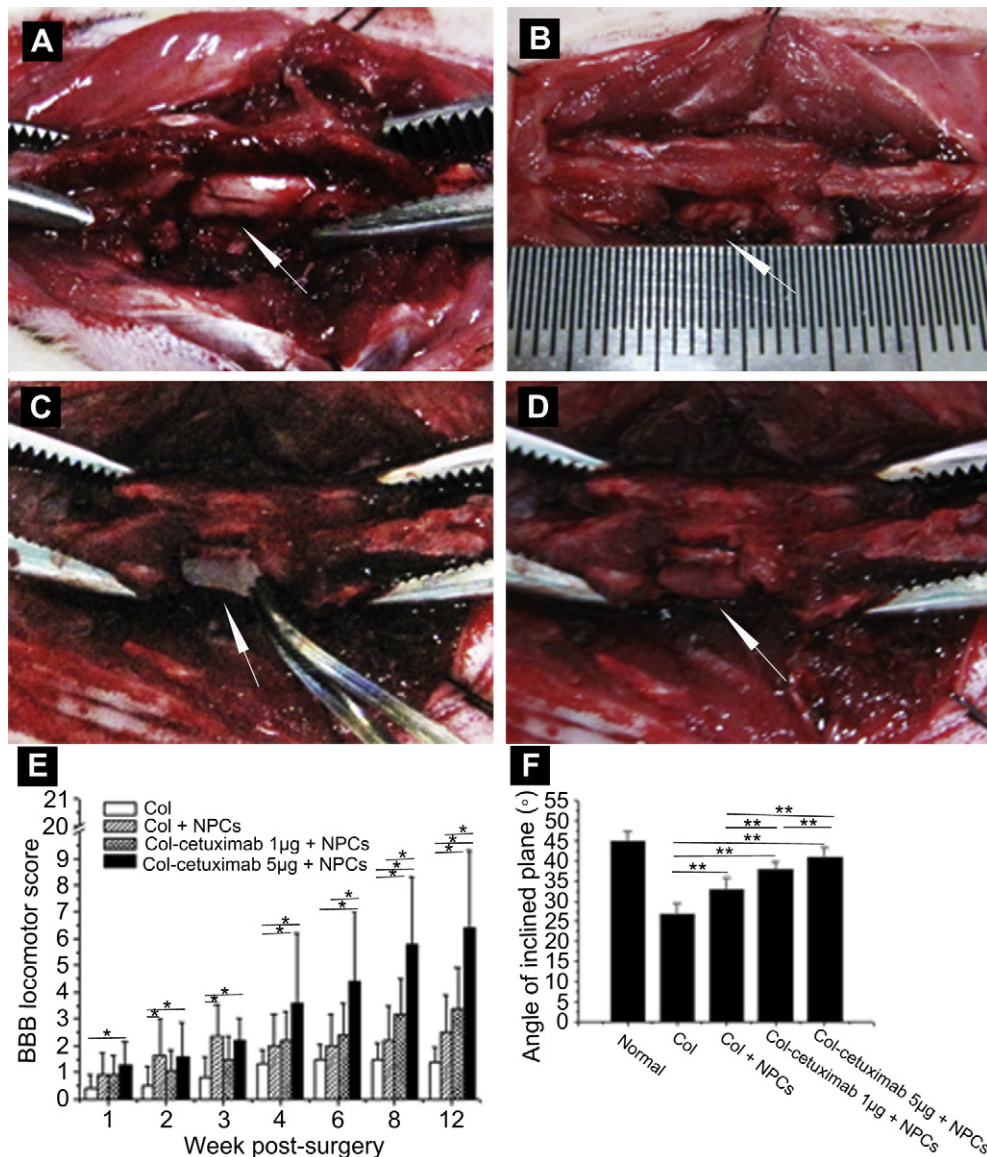 A
B
C
D
E
BBB locomotor score
21
20
9
8
7
6
5
4
3
2
1
0
Col
Col + NPCs
Col-cetuximab 1µg + NPCs
Col-cetuximab 5µg + NPCs
*
* *
* *
* *
* *
* * *
* * *
1 2 3 4 6 8 12
Week post-surgery
F
Angle of inclined plane (○)
55
50
45
40
35
30
25
20
15
10
5
0
**
** **
**
**
**
Normal
Col
Col + NPCs
Col-cetuximab 1µg + NPCs
Col-cetuximab 5µg + NPCs